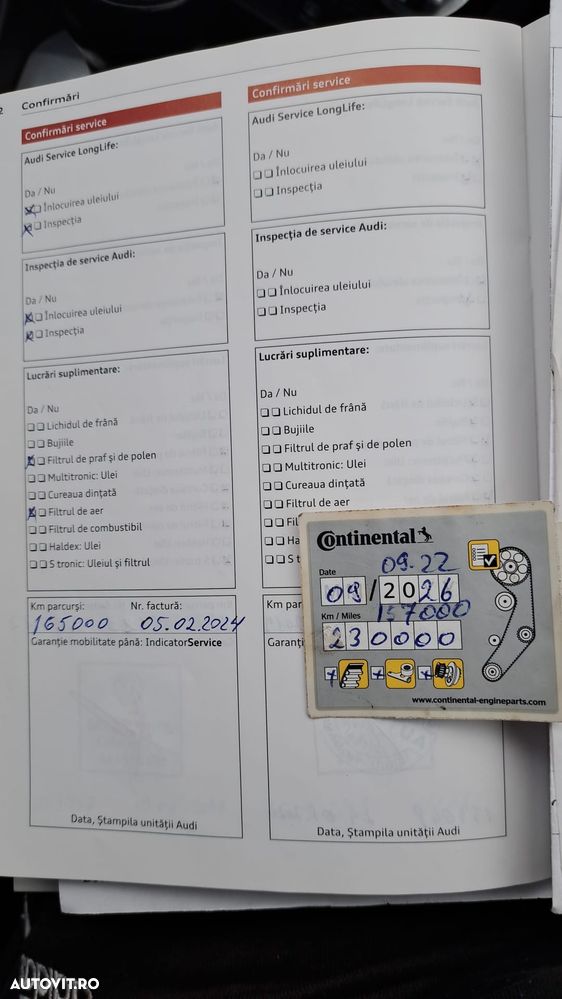 2 Confirmări
Confirmări service
Audi Service LongLife:
Da / Nu
Înlocuirea uleiului
Inspecția
Inspecția de service Audi:
Da / Nu
Înlocuirea uleiului
Inspecția
Lucrări suplimentare:
Da / Nu
Lichidul de frână
Bujiile
Filtrul de praf și de polen
Multitronic: Ulei
Cureaua dințată
Filtrul de aer
Filtrul de combustibil
Haldex: Ulei
S tronic: Uleiul și filtrul
Km parcurși: Nr. factură:
165000 05.02.2024
Garanție mobilitate până: IndicatorService
Data, Ștampila unității Audi
Confirmări service
Audi Service LongLife:
Da / Nu
Înlocuirea uleiului
Inspecția
Inspecția de service Audi:
Da / Nu
Înlocuirea uleiului
Inspecția
Lucrări suplimentare:
Da / Nu
Lichidul de frână
Bujiile
Filtrul de praf și de polen
Multitronic: Ulei
Cureaua dințată
Filtrul de aer
Fil
Ha
S t
Km par
Garanți
Data, Ștampila unității Audi
Continental
09.22
Date
09/2026
157000
Km / Miles
230000
www.continental-engineparts.com
AUTOVIT.RO